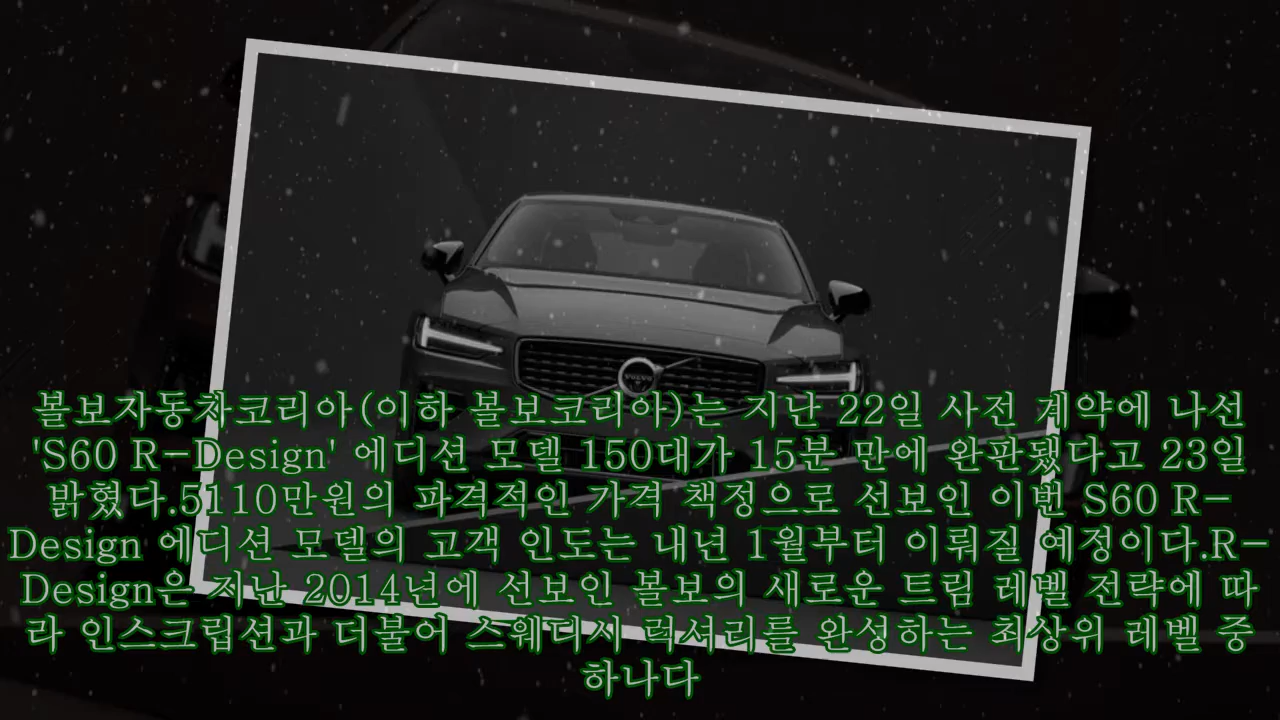 볼보자동차코리아(이하 볼보코리아)는 지난 22일 사전 계약에 나선
'S60 R-Design' 에디션 모델 150대가 15분 만에 완판됐다고 23일
밝혔다.5110만원의 파격적인 가격 책정으로 선보인 이번 S60 R-
Design 에디션 모델의 고객 인도는 내년 1월부터 이뤄질 예정이다.R-
Design은 지난 2014년에 선보인 볼보의 새로운 트림 레벨 전략에 따
라 인스크립션과 더불어 스웨디시 럭셔리를 완성하는 최상위 레벨 중
하나다